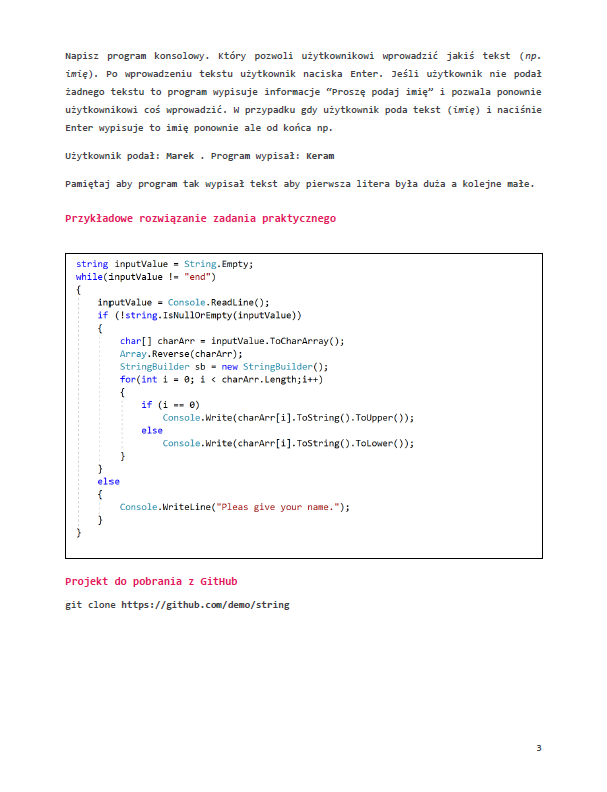 Napisz program konsolowy. Który pozwoli użytkownikowi wprowadzić jakiś tekst (np.
imię). Po wprowadzeniu tekstu użytkownik naciska Enter. Jeśli użytkownik nie podał
żadnego tekstu to program wypisuje informacje “Proszę podaj imię” i pozwala ponownie
użytkownikowi coś wprowadzić. W przypadku gdy użytkownik poda tekst (imię) i naciśnie
Enter wypisuje to imię ponownie ale od końca np.
Użytkownik podał: Marek . Program wypisał: Keram
Pamiętaj aby program tak wypisał tekst aby pierwsza litera była duża a kolejne małe.
Przykładowe rozwiązanie zadania praktycznego
string inputValue = String.Empty;
while(inputValue != "end")
{
    inputValue = Console.ReadLine();
    if (!string.IsNullOrEmpty(inputValue))
    {
        char[] charArr = inputValue.ToCharArray();
        Array.Reverse(charArr);
        StringBuilder sb = new StringBuilder();
        for(int i = 0; i < charArr.Length;i++)
        {
            if (i == 0)
                Console.Write(charArr[i].ToString().ToUpper());
            else
                Console.Write(charArr[i].ToString().ToLower());
        }
    }
    else
    {
        Console.WriteLine("Pleas give your name.");
    }
}
Projekt do pobrania z GitHub
git clone https://github.com/demo/string
3